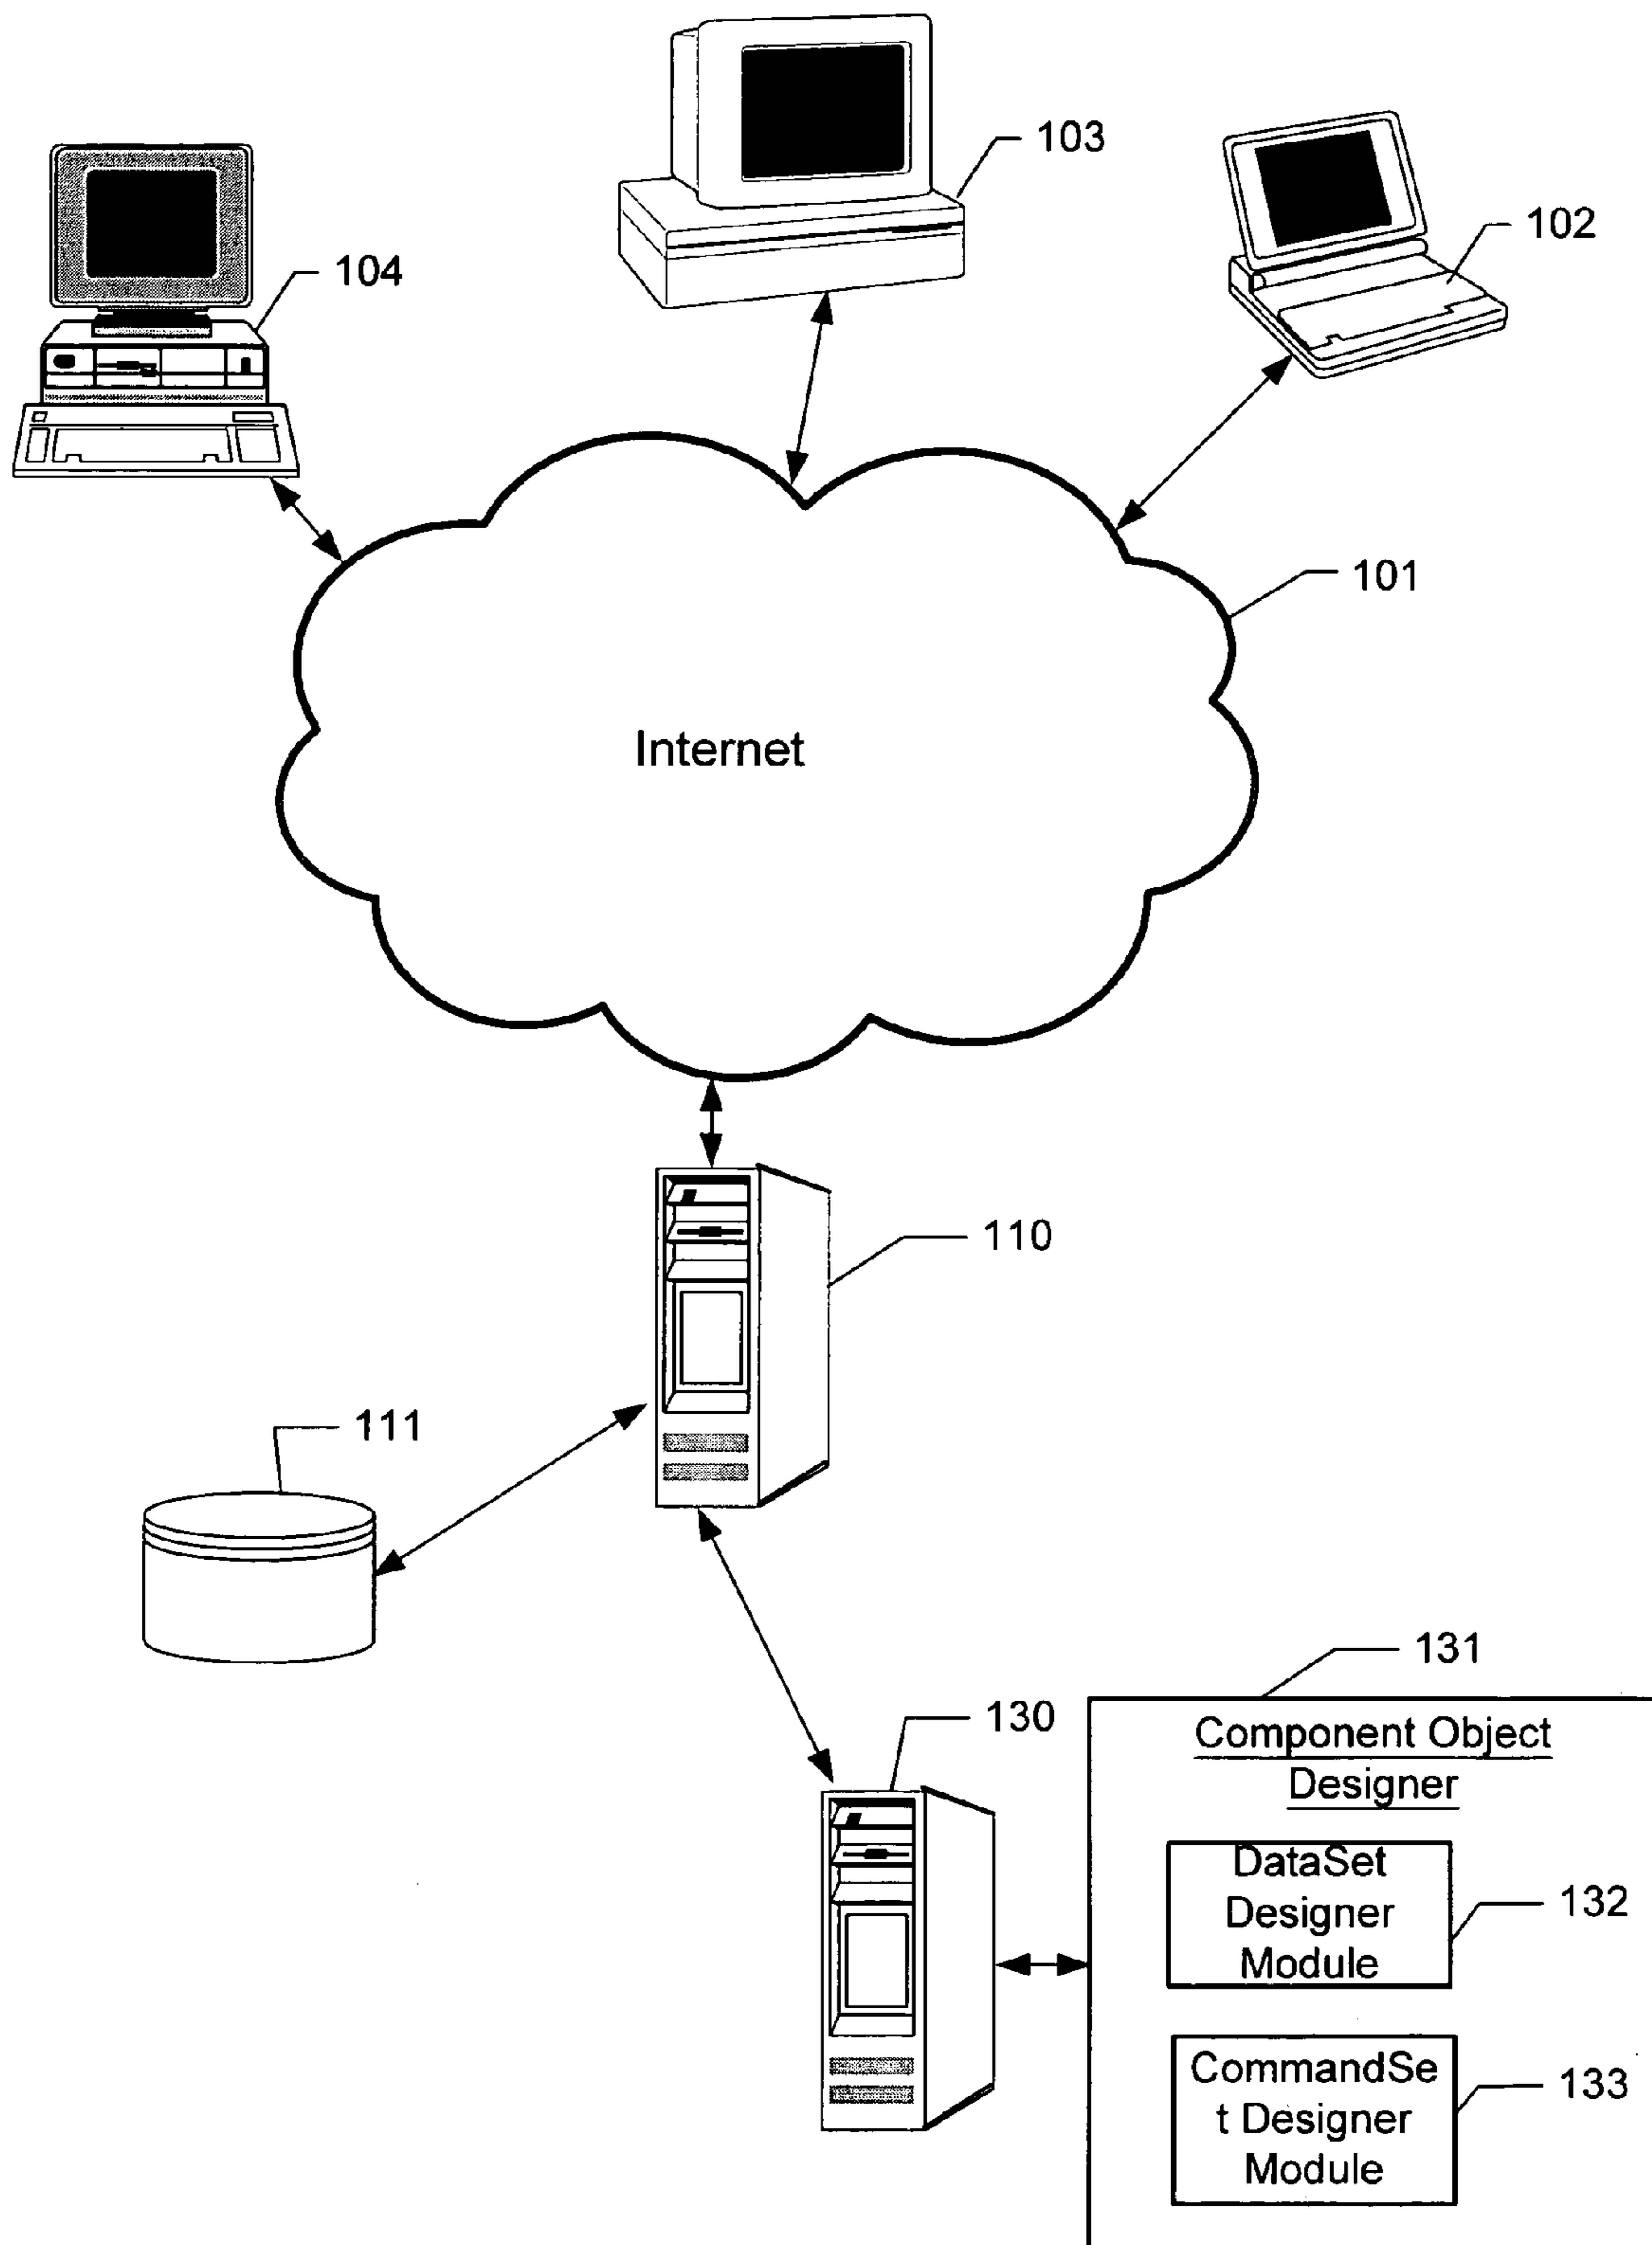 103
102
104
101
Internet
110
111
131
130
Component Object
Designer
DataSet
Designer
Module
132
CommandSe
t Designer
Module
133